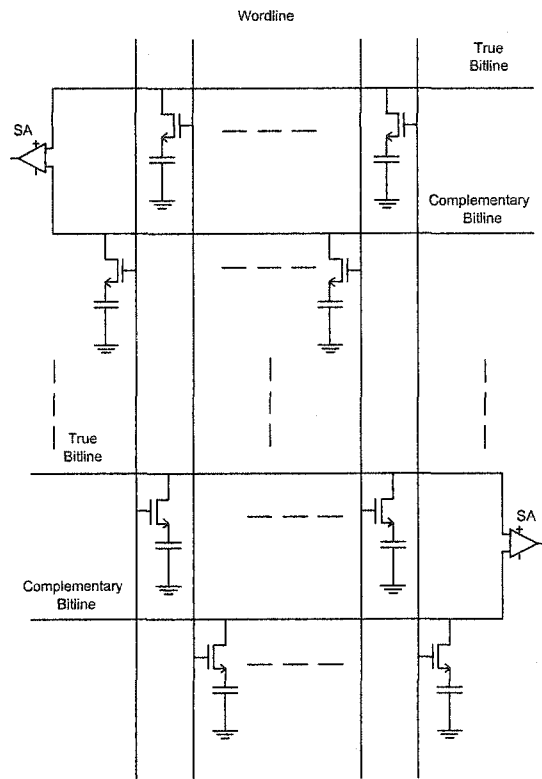 Wordline
True
Bitline
SA
+
Complementary
Bitline
True
Bitline
SA
+
Complementary
Bitline